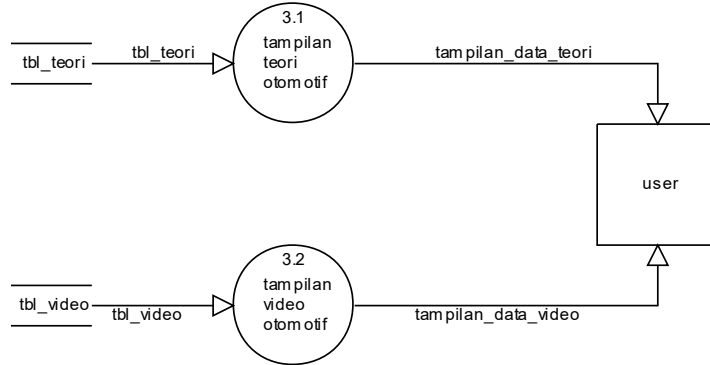 3.1
tampilan
teori
otomotif
tbl_teori
tbl_teori
tampilan_data_teori
user
3.2
tampilan
video
otomotif
tbl_video
tbl_video
tampilan_data_video